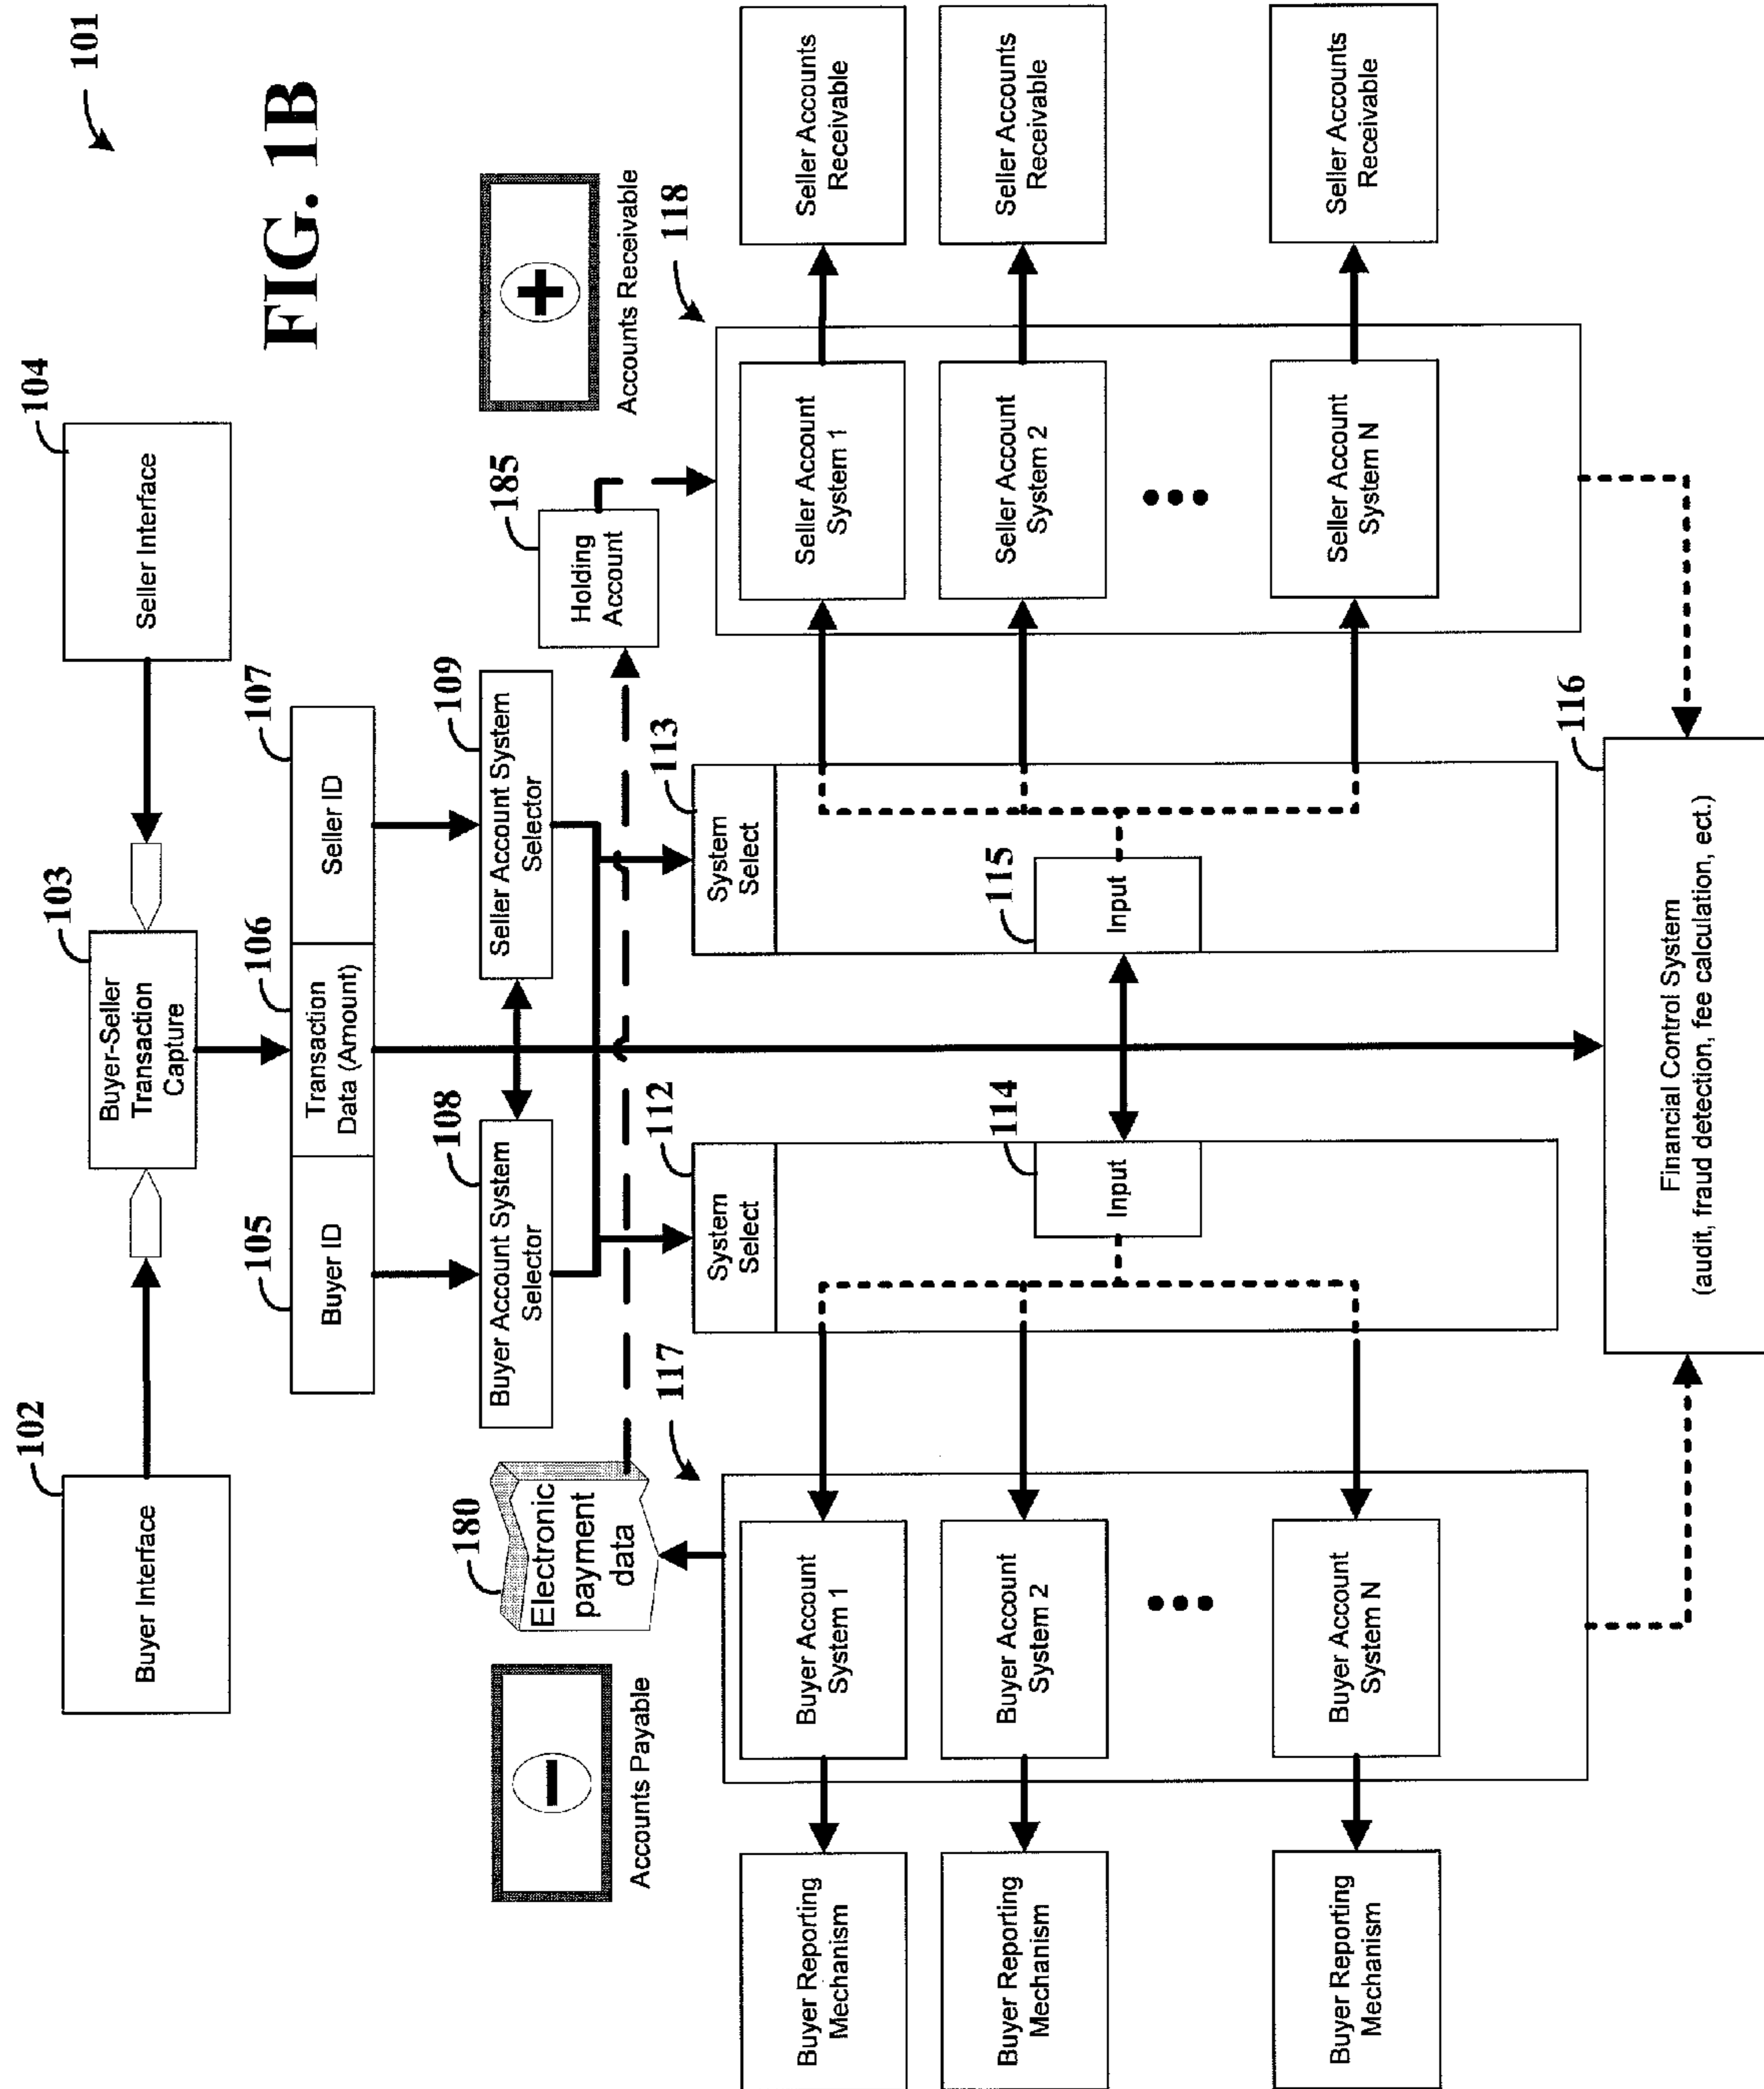 101
FIG. 1B
102
Buyer Interface
103
Buyer-Seller
Transaction
Capture
104
Seller Interface
105
Buyer ID
106
Transaction
Data (Amount)
107
Seller ID
108
Buyer Account System
Selector
109
Seller Account System
Selector
Accounts Payable
180
Electronic
payment
data
185
Holding
Account
Accounts Receivable
117
112
System
Select
113
System
Select
118
Buyer Reporting
Mechanism
Buyer Account
System 1
Seller Account
System 1
Seller Accounts
Receivable
Buyer Reporting
Mechanism
Buyer Account
System 2
114
Input
115
Input
Seller Account
System 2
Seller Accounts
Receivable
Buyer Reporting
Mechanism
Buyer Account
System N
Seller Account
System N
Seller Accounts
Receivable
116
Financial Control System
(audit, fraud detection, fee calculation, ect.)